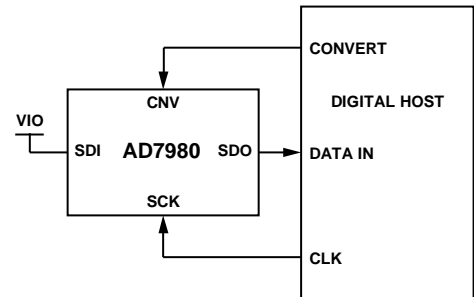 CONVERT
CNV
DIGITAL HOST
VIO
SDI AD7980 SDO DATA IN
SCK
CLK